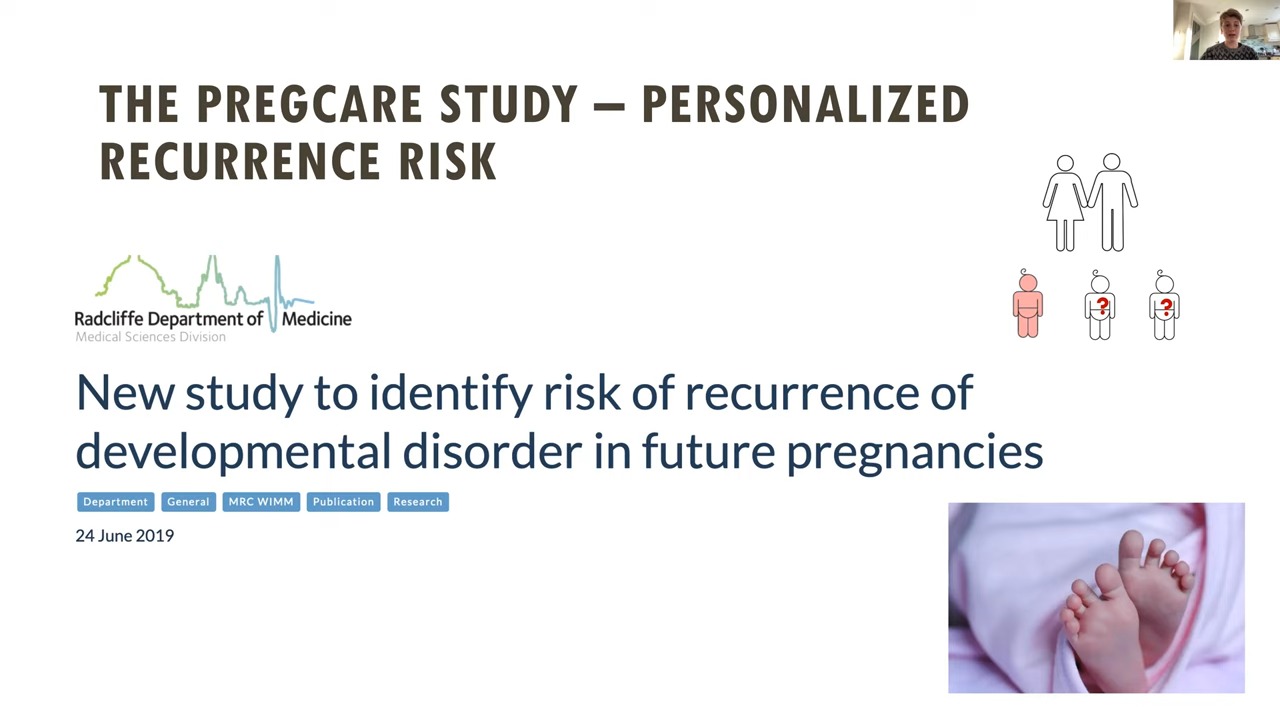 THE PREGCARE STUDY – PERSONALIZED
RECURRENCE RISK
Radcliffe Department of Medicine
Medical Sciences Division
? ?
New study to identify risk of recurrence of
developmental disorder in future pregnancies
Department General MRC WIMM Publication Research
24 June 2019